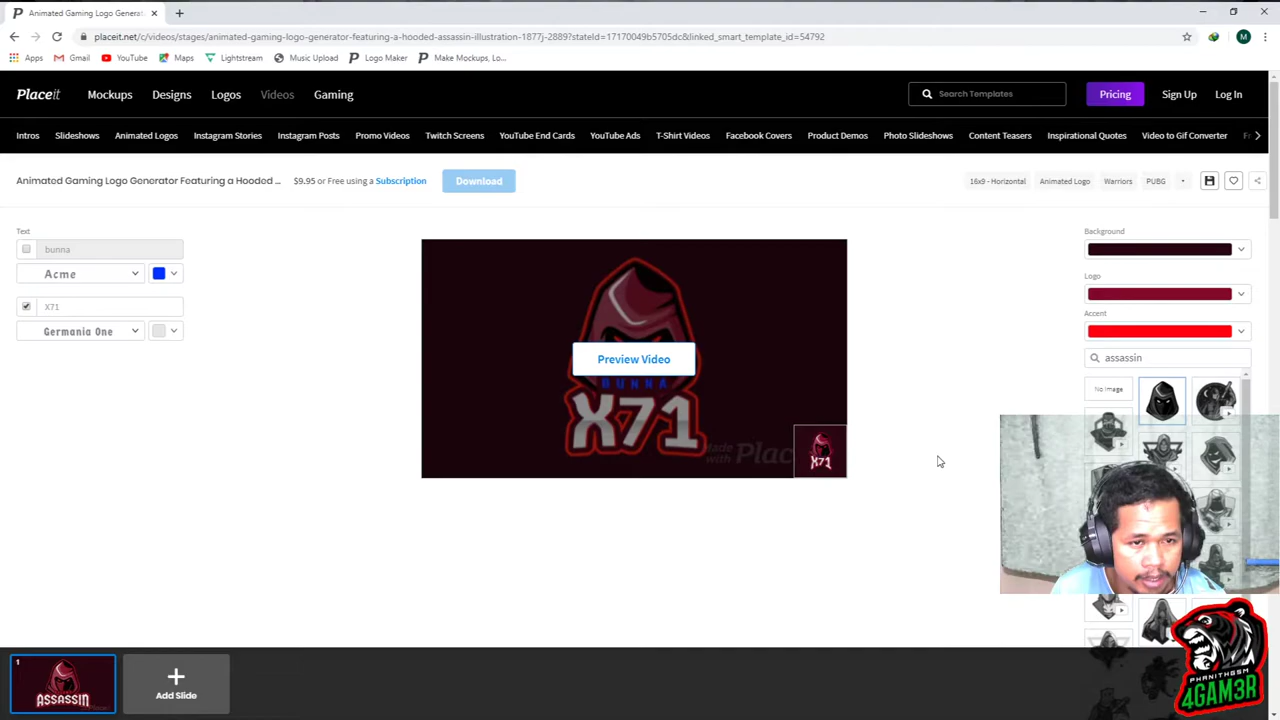 Animated Gaming Logo Generat
placeit.net/c/videos/stages/animated-gaming-logo-generator-featuring-a-hooded-assassin-illustration-1877j-2889?stateId=17170049b5705dc&linked_smart_template_id=54792
M
Apps Gmail YouTube Maps Lightstream Music Upload Logo Maker Make Mockups, Lo...
Placeit Mockups Designs Logos Videos Gaming Search Templates Pricing Sign Up Log In
Intros Slideshows Animated Logos Instagram Stories Instagram Posts Promo Videos Twitch Screens YouTube End Cards YouTube Ads T-Shirt Videos Facebook Covers Product Demos Photo Slideshows Content Teasers Inspirational Quotes Video to Gif Converter Fr
Animated Gaming Logo Generator Featuring a Hooded ... $9.95 or Free using a Subscription Download 16x9 - Horizontal Animated Logo Warriors PUBG
Text
bunna
Acme
X71
Germania One
Preview Video
BUNNA
X71
Made with Plac
X71
Background
Logo
Accent
assassin
No Image
1
ASSASSIN
Add Slide
PHANITHGSM
4GAM3R